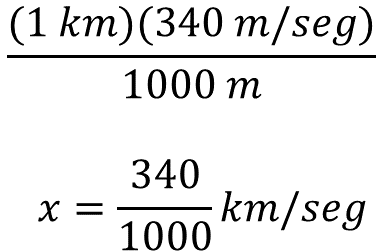 (1 km)(340 m/seg)
1000 m
340
x = km/seg
1000